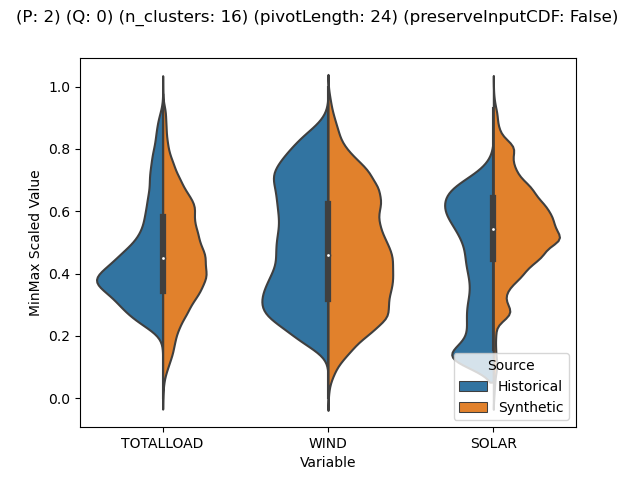 (P: 2) (Q: 0) (n_clusters: 16) (pivotLength: 24) (preserveInputCDF: False)
1.0
0.8
0.6
0.4
0.2
0.0
MinMax Scaled Value
Source
Historical
Synthetic
TOTALLOAD WIND SOLAR
Variable